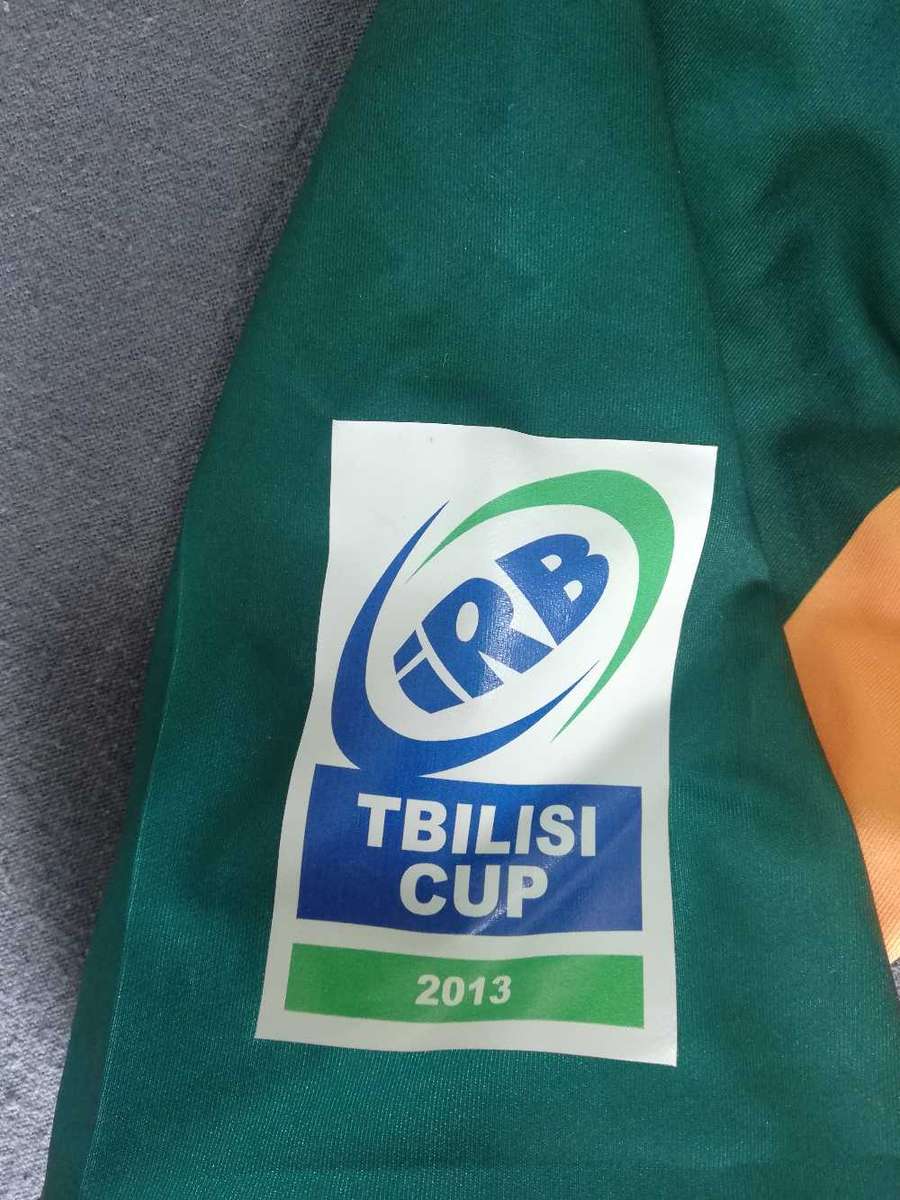 iRB
TBILISI
CUP
2013